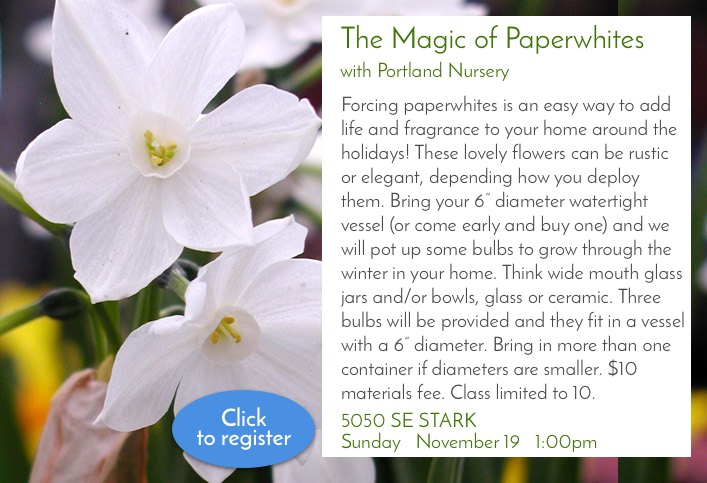 The Magic of Paperwhites
with Portland Nursery
Forcing paperwhites is an easy way to add
life and fragrance to your home around the
holidays! These lovely flowers can be rustic
or elegant, depending how you deploy
them. Bring your 6" diameter watertight
vessel (or come early and buy one) and we
will pot up some bulbs to grow through the
winter in your home. Think wide mouth glass
jars and/or bowls, glass or ceramic. Three
bulbs will be provided and they fit in a vessel
with a 6" diameter. Bring in more than one
container if diameters are smaller. $10
materials fee. Class limited to 10.
5050 SE STARK
Sunday November 19 1:00pm
Click
to register